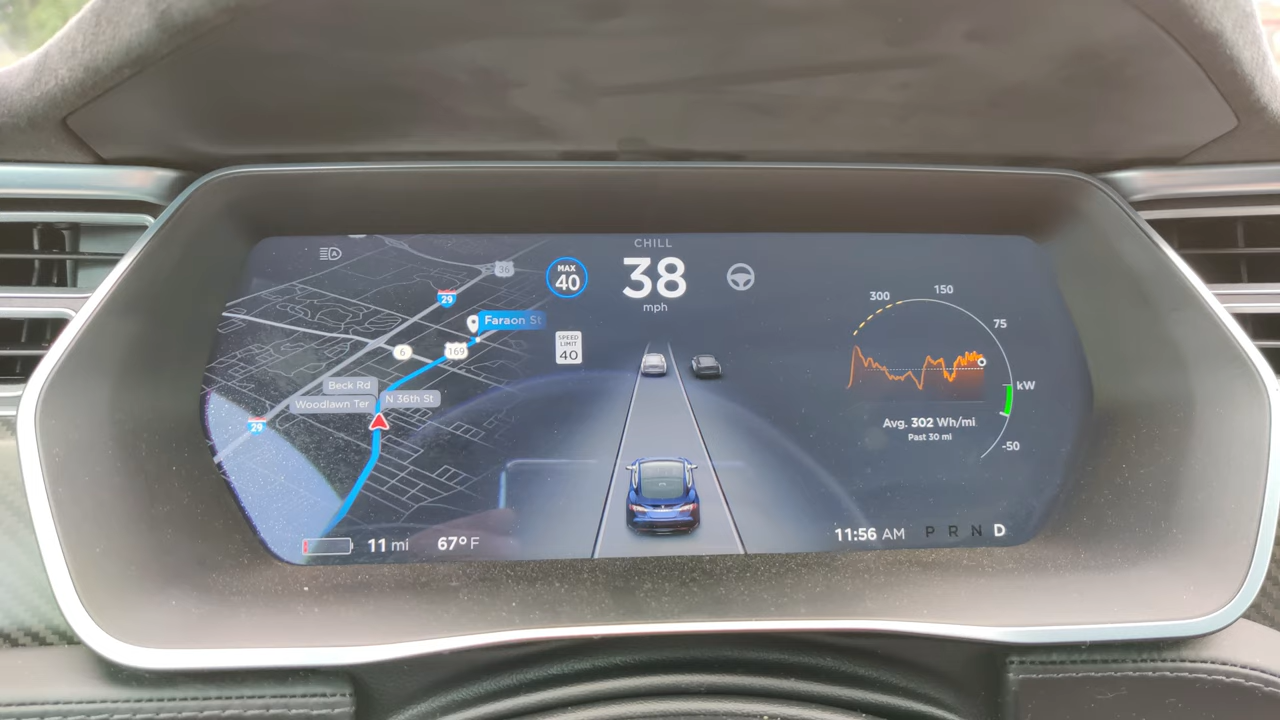 CHILL
36
MAX
40
38
mph
29
Faraon St
6
169
SPEED
LIMIT
40
Beck Rd
N 36th St
Woodlawn Ter
29
300
150
75
kW
-50
Avg. 302 Wh/mi
Past 30 mi
11 mi
67° F
11:56 AM
P R N D